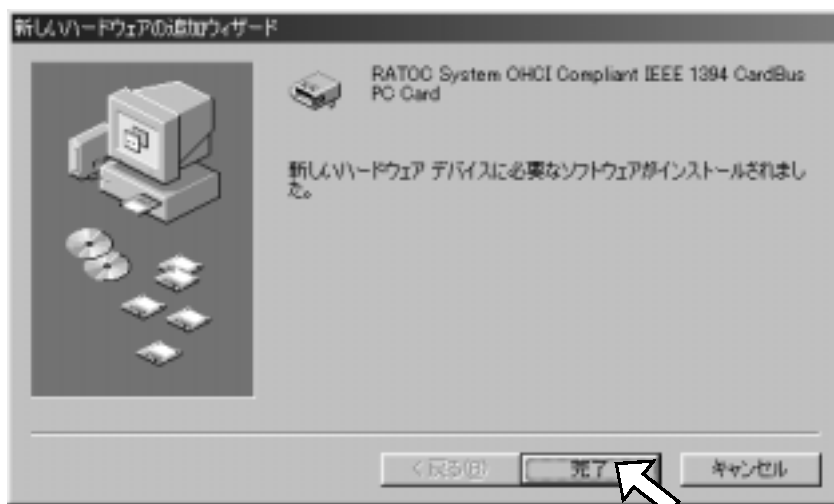 新しいハードウェアの追加ウィザード
RATOC System OHCI Compliant IEEE 1394 CardBus
PC Card
新しいハードウェア デバイスに必要なソフトウェアがインストールされまし
た。
< 戻る(B)
完了
キャンセル